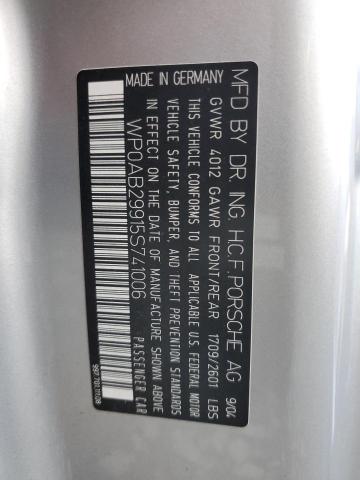 MFD BY DR. ING. H.C.F. PORSCHE AG 9/04
GVWR 4012 GAWR FRONT/REAR 1709/2601 LBS
THIS VEHICLE CONFORMS TO ALL APPLICABLE U.S. FEDERAL MOTOR
VEHICLE SAFETY, BUMPER, AND THEFT PREVENTION STANDARDS
IN EFFECT ON THE DATE OF MANUFACTURE SHOWN ABOVE.
WP0AB29915S741006 PASSENGER CAR
MADE IN GERMANY